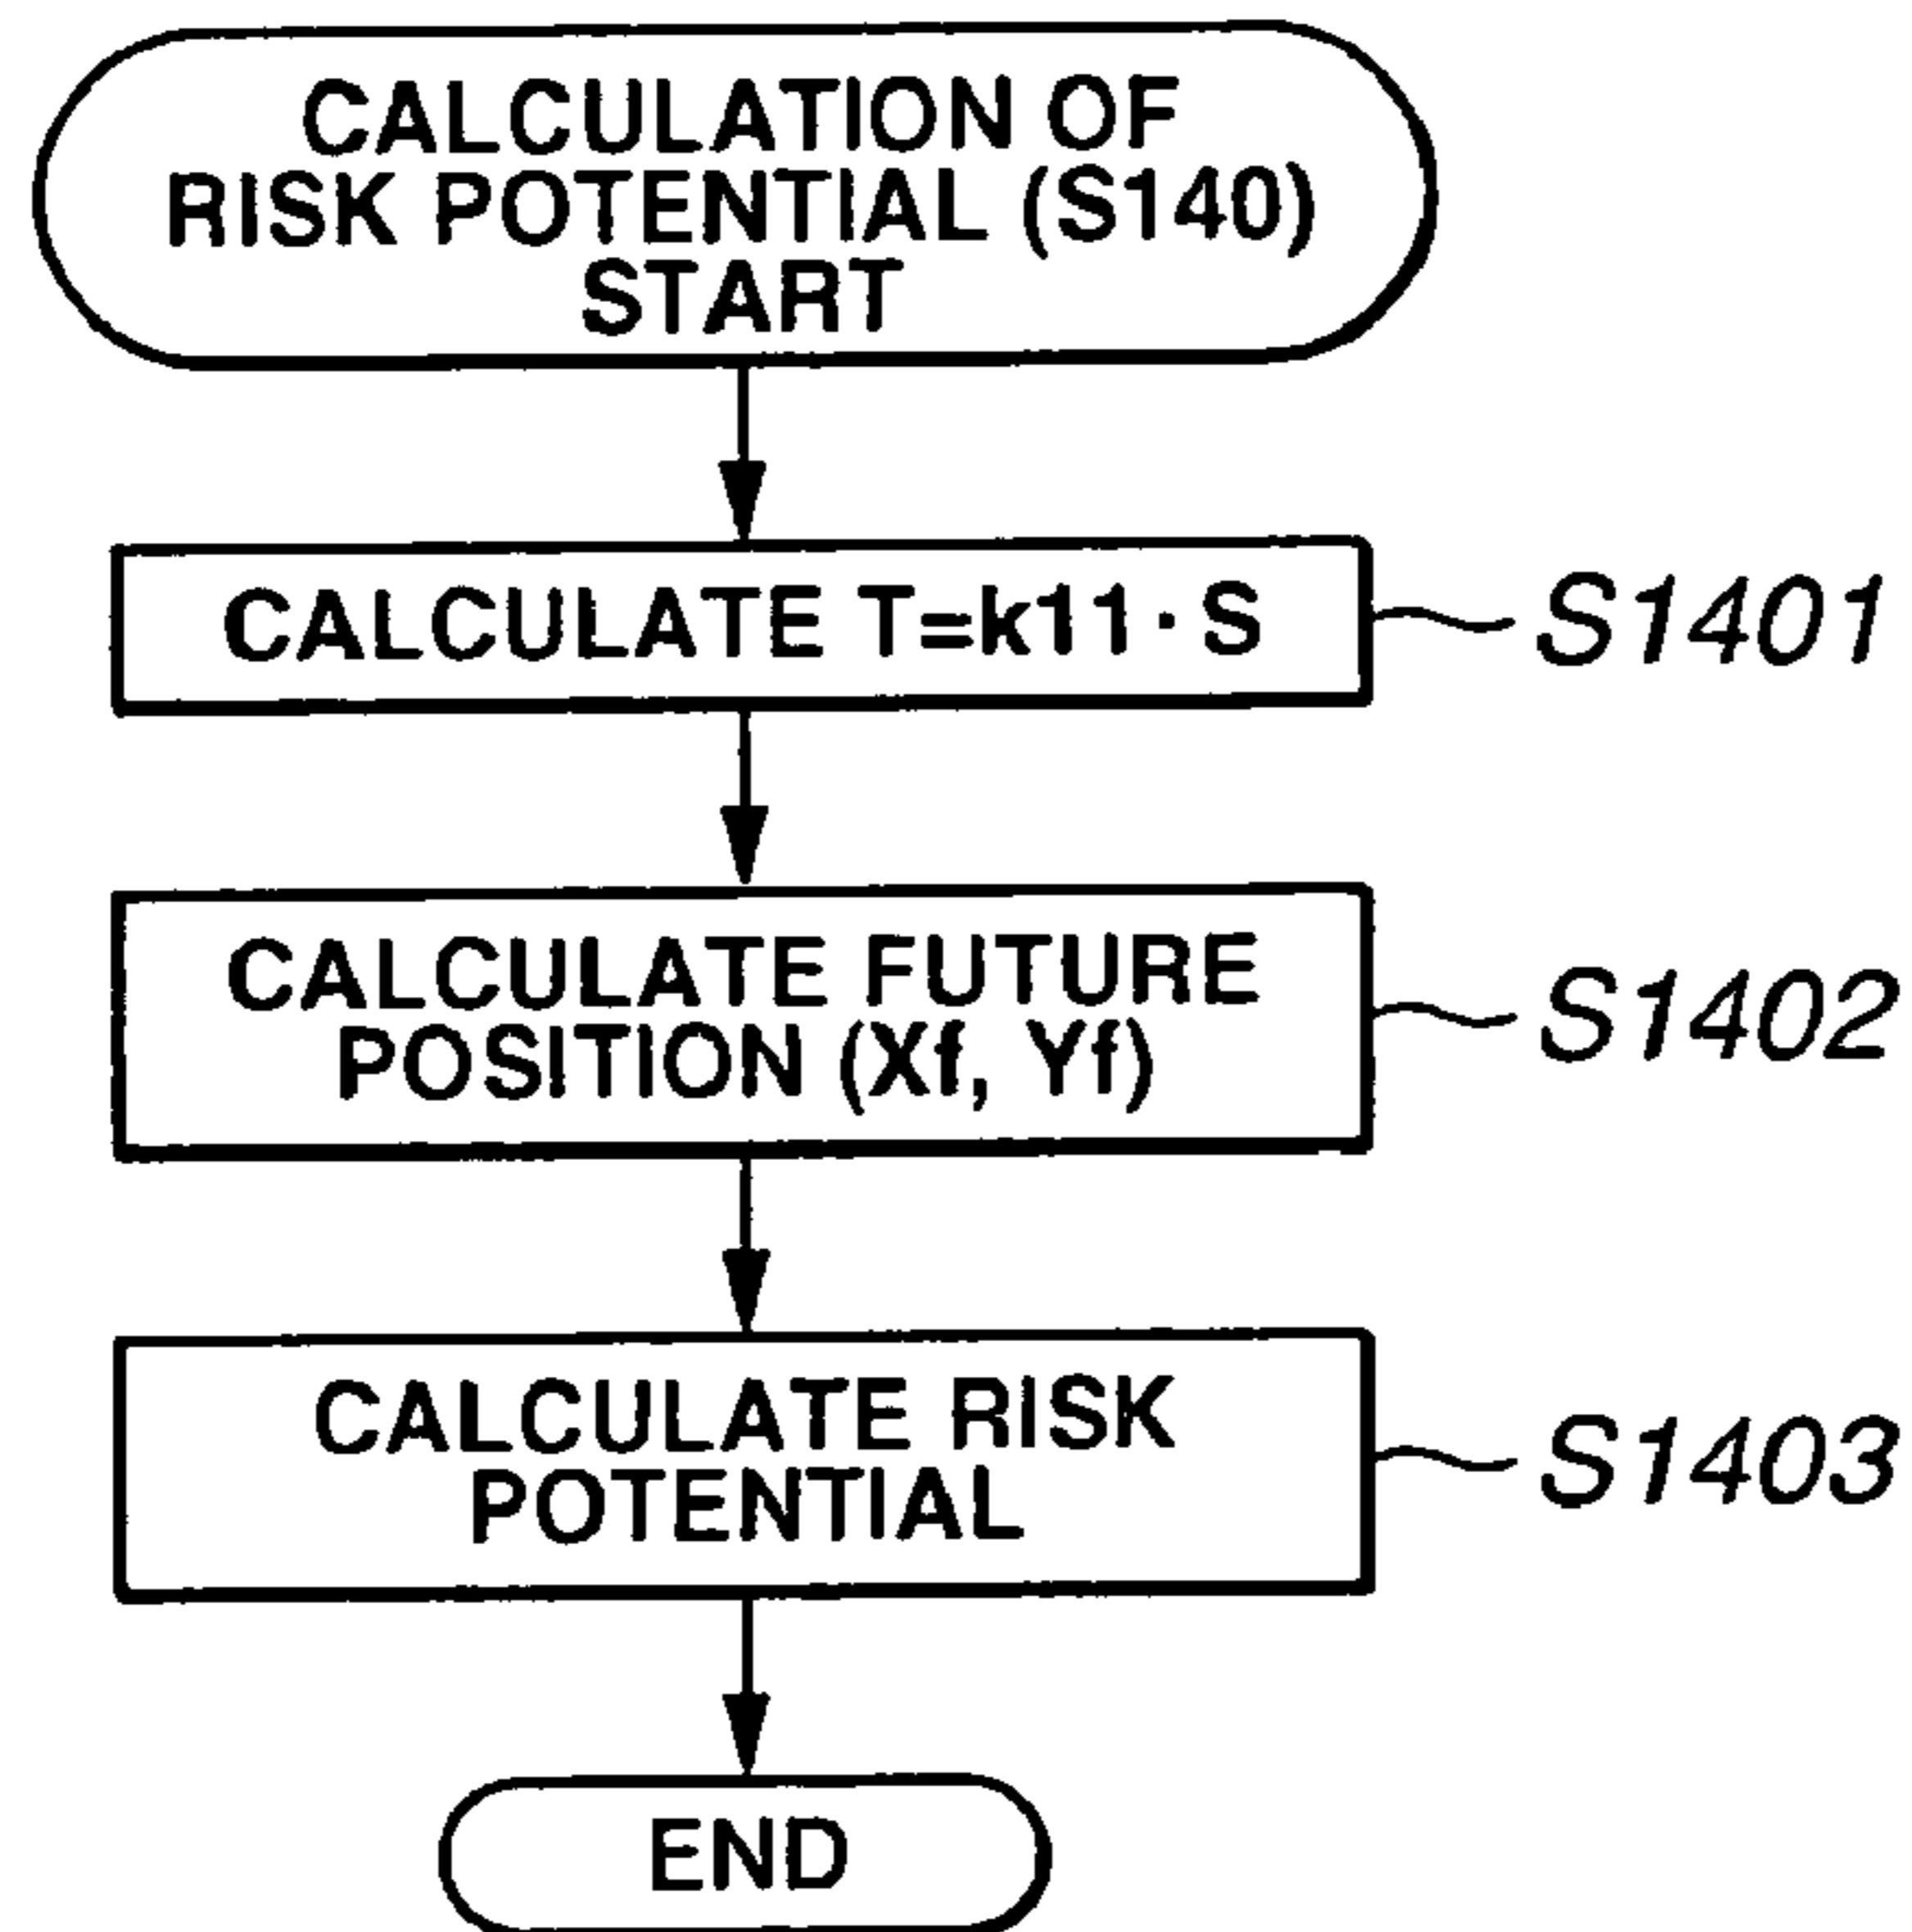 CALCULATION OF
RISK POTENTIAL (S140)
START
CALCULATE T=k11· S
S1401
CALCULATE FUTURE
POSITION (Xf, Yf)
S1402
CALCULATE RISK
POTENTIAL
S1403
END